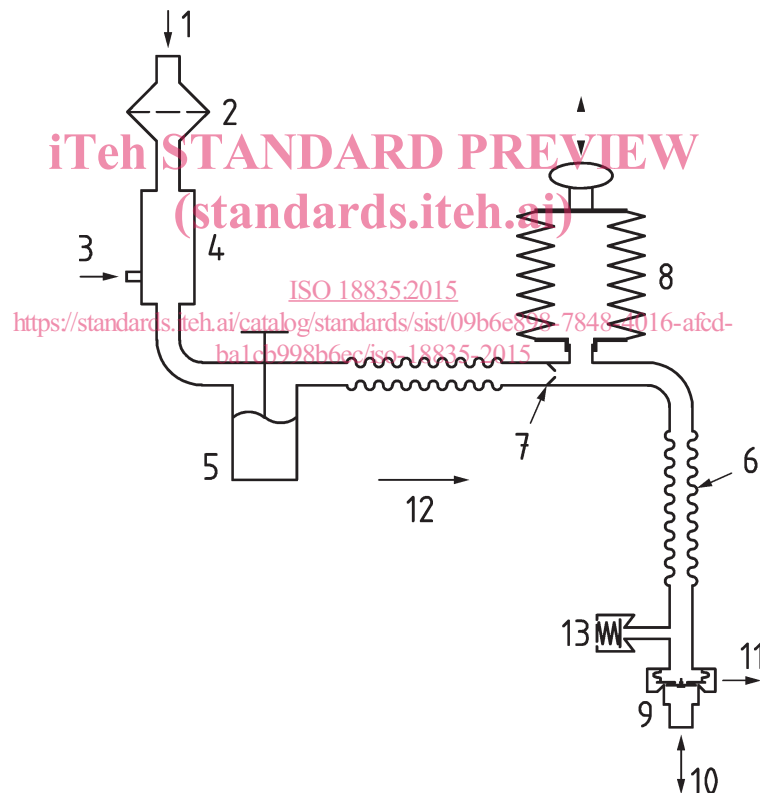 1
2
iTeh STANDARD PREVIEW
(standards.iteh.ai)
3
4
8
ISO 18835:2015
https://standards.iteh.ai/catalog/standards/sist/09b6e898-7848-4016-afcd-
ba1cb998b6ec/iso-18835-2015
7
5
6
12
13
11
9
10